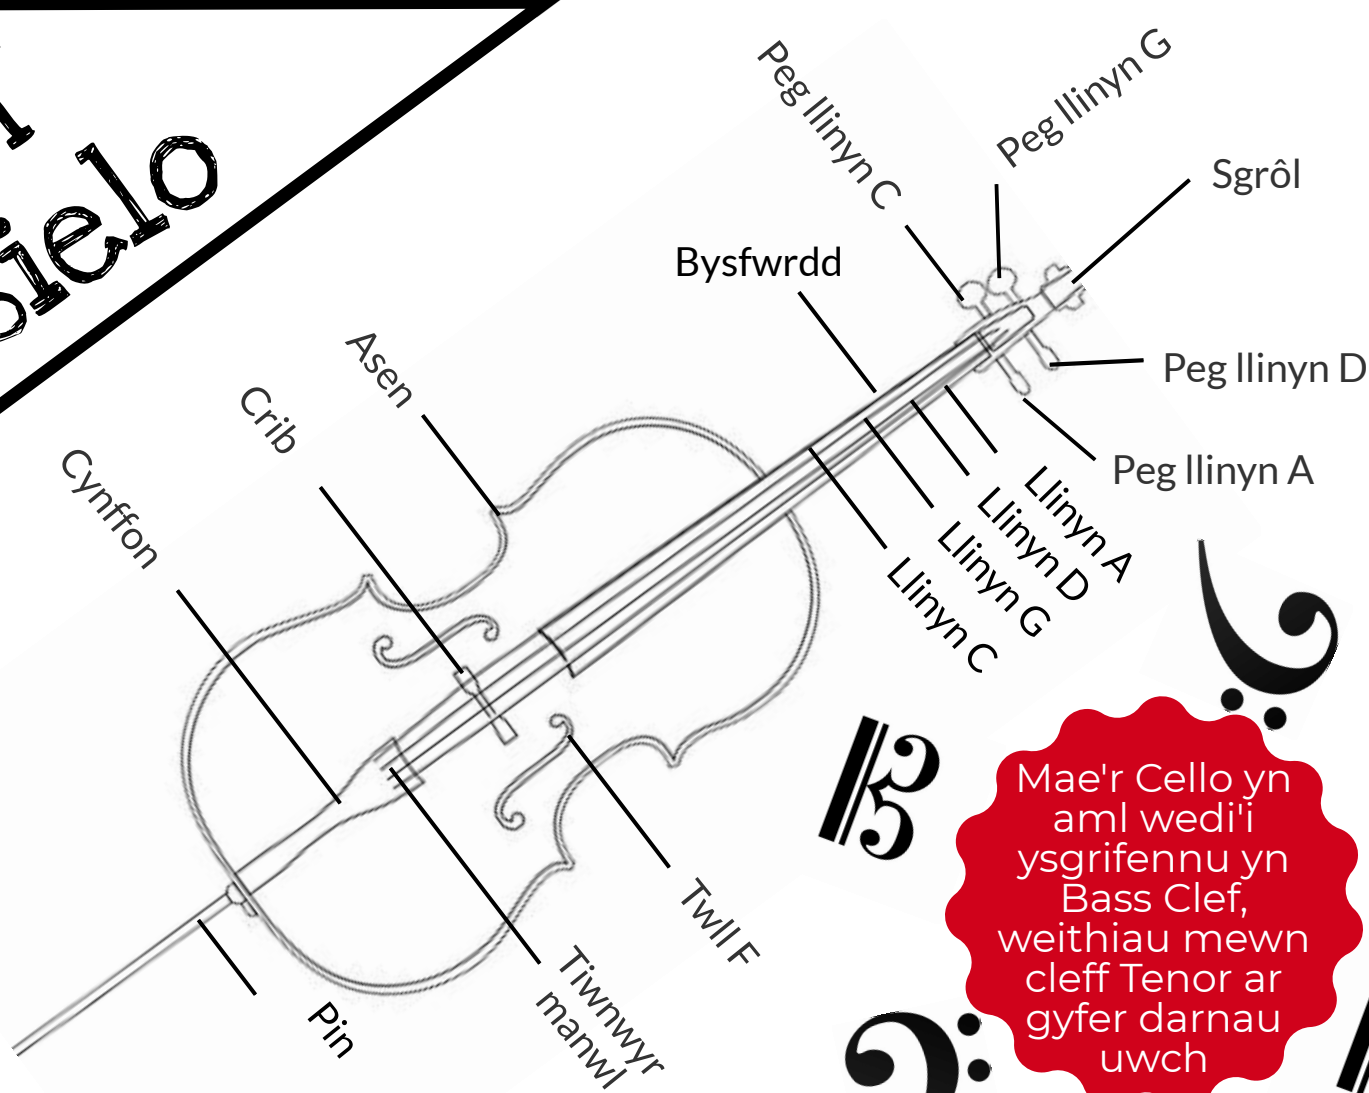 Peg llinyn C
Peg llinyn G
Sgrôl
Bysfwrdd
Asen
Crib
Cynffon
Peg llinyn D
Peg llinyn A
Llinyn A
Llinyn D
Llinyn G
Llinyn C
Twll F
Tiwnwyr
manwl
Pin
Mae'r Cello yn
aml wedi'i
ysgrifennu yn
Bass Clef,
weithiau mewn
cleff Tenor ar
gyfer darnau
uwch